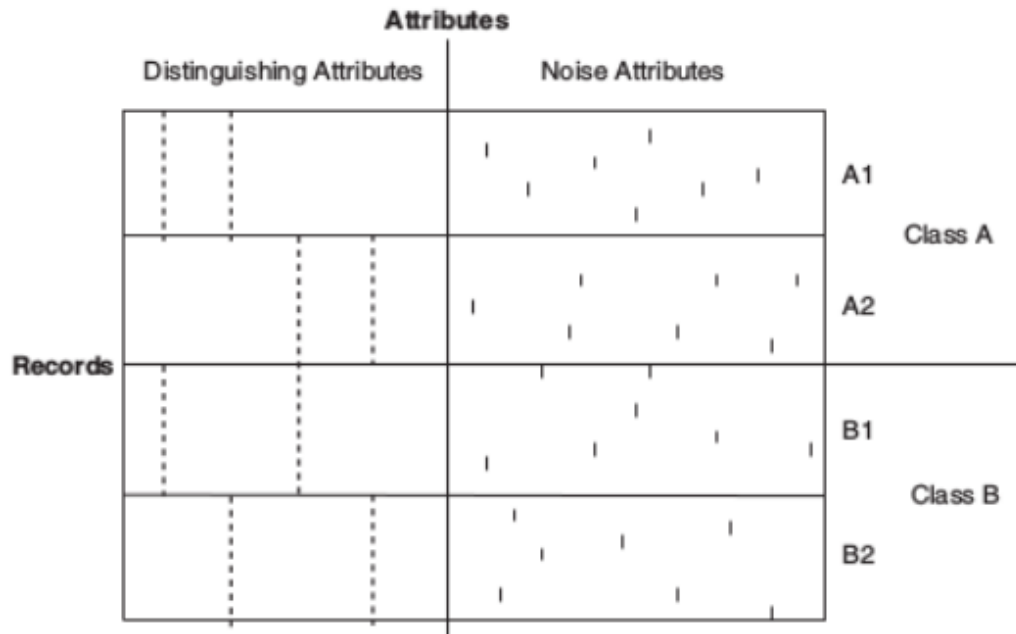 Attributes
Distinguishing Attributes
Noise Attributes
A1
Class A
A2
Records
B1
Class B
B2